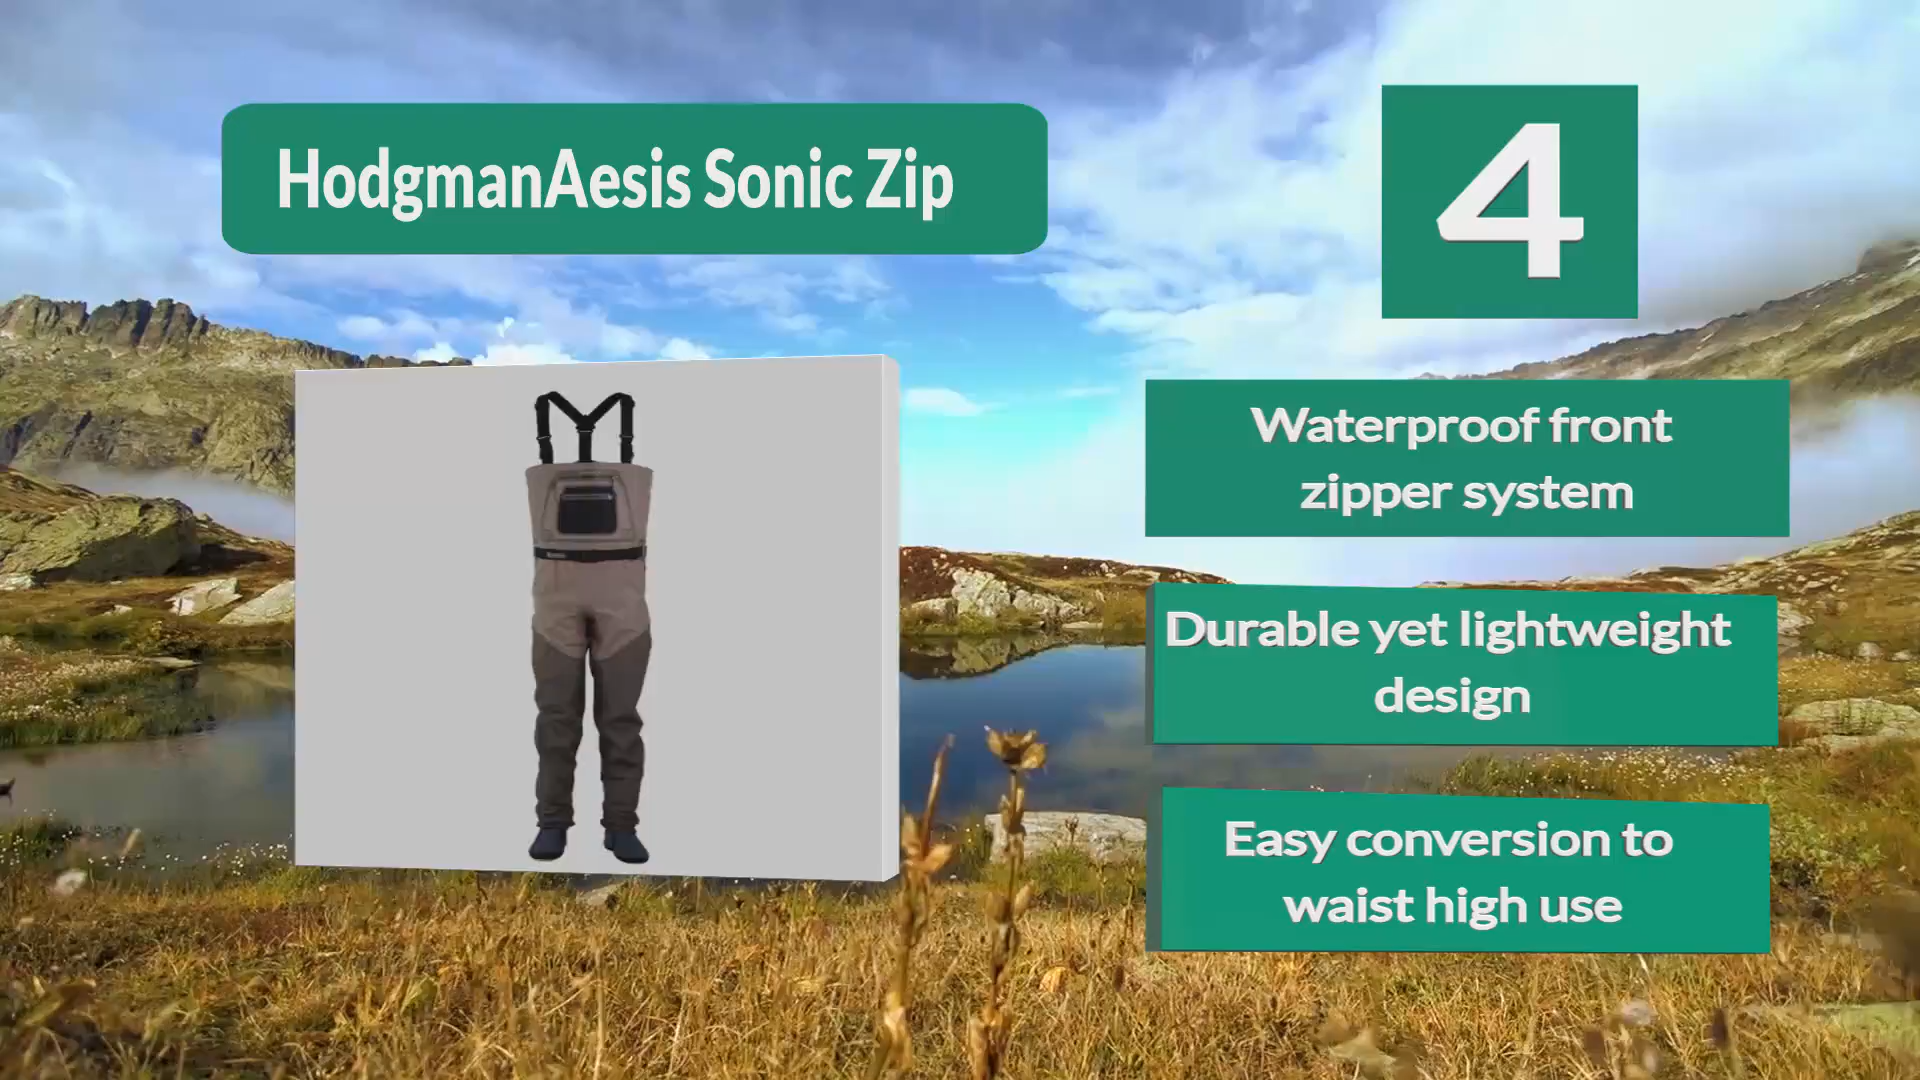 HodgmanAesis Sonic Zip
4
Waterproof front
zipper system
Durable yet lightweight
design
Easy conversion to
waist high use